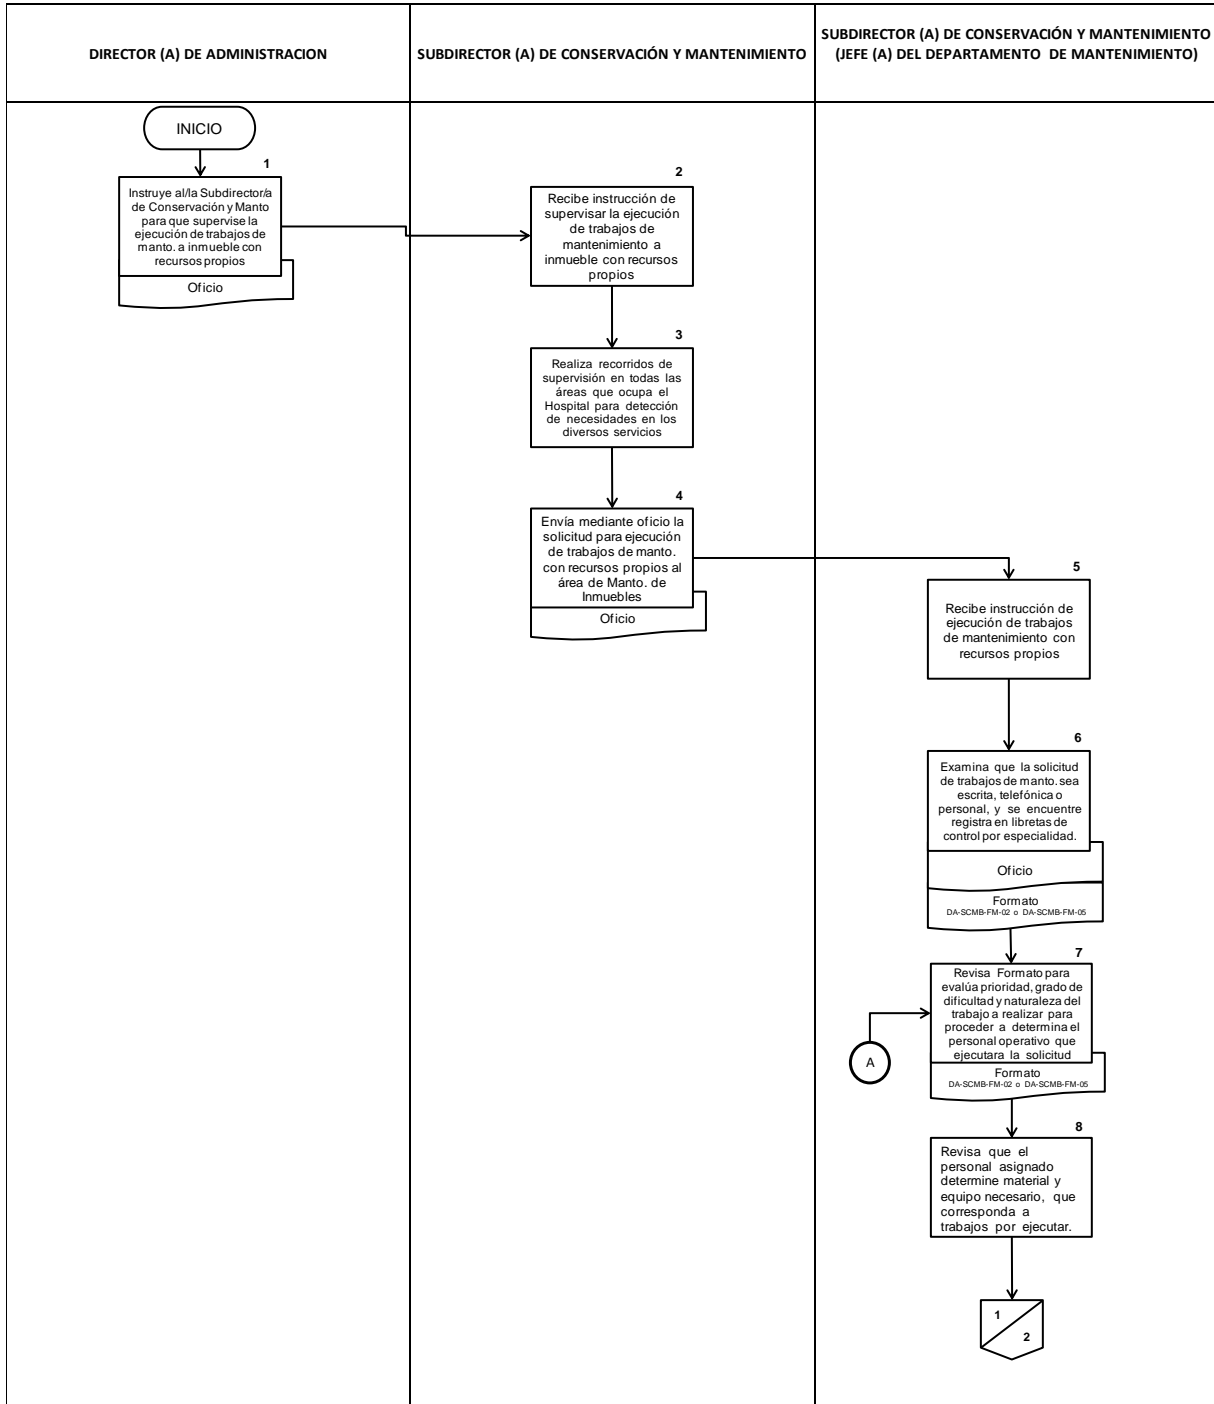 DIRECTOR (A) DE ADMINISTRACION
SUBDIRECTOR (A) DE CONSERVACIÓN Y MANTENIMIENTO
SUBDIRECTOR (A) DE CONSERVACIÓN Y MANTENIMIENTO
(JEFE (A) DEL DEPARTAMENTO DE MANTENIMIENTO)
INICIO
1
Instruye al/la Subdirector/a
de Conservación y Manto
para que supervise la
ejecución de trabajos de
manto. a inmueble con
recursos propios
Oficio
2
Recibe instrucción de
supervisar la ejecución
de trabajos de
mantenimiento a
inmueble con recursos
propios
3
Realiza recorridos de
supervisión en todas las
áreas que ocupa el
Hospital para detección
de necesidades en los
diversos servicios
4
Envía mediante oficio la
solicitud para ejecución
de trabajos de manto.
con recursos propios al
área de Manto. de
Inmuebles
Oficio
5
Recibe instrucción de
ejecución de trabajos
de mantenimiento con
recursos propios
6
Examina que la solicitud
de trabajos de manto. sea
escrita, telefónica o
personal, y se encuentre
registra en libretas de
control por especialidad.
Oficio
Formato
DA-SCMB-FM-02 o DA-SCMB-FM-05
7
Revisa Formato para
evalúa prioridad, grado de
dificultad y naturaleza del
trabajo a realizar para
proceder a determina el
personal operativo que
ejecutara la solicitud
A
Formato
DA-SCMB-FM-02 o DA-SCMB-FM-05
8
Revisa que el
personal asignado
determine material y
equipo necesario, que
corresponda a
trabajos por ejecutar.
1
2